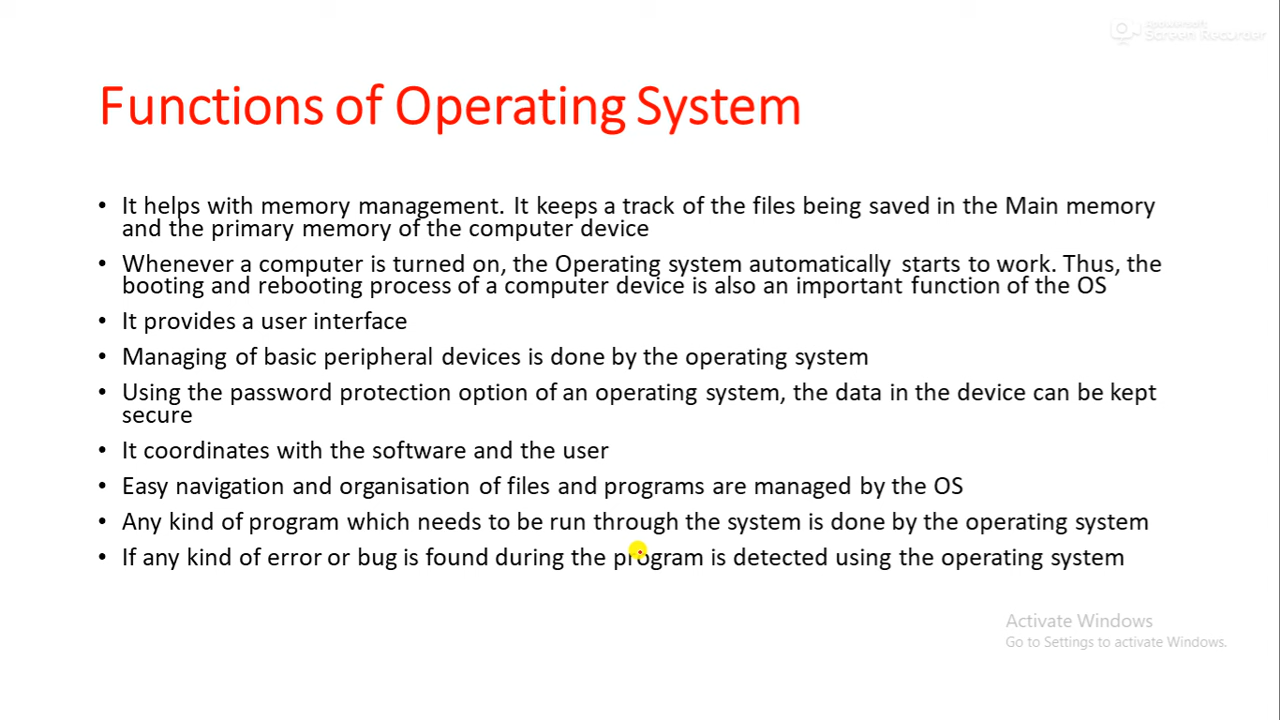 Screen Recorder
Functions of Operating System
• It helps with memory management. It keeps a track of the files being saved in the Main memory
and the primary memory of the computer device
• Whenever a computer is turned on, the Operating system automatically starts to work. Thus, the
booting and rebooting process of a computer device is also an important function of the OS
• It provides a user interface
• Managing of basic peripheral devices is done by the operating system
• Using the password protection option of an operating system, the data in the device can be kept
secure
• It coordinates with the software and the user
• Easy navigation and organisation of files and programs are managed by the OS
• Any kind of program which needs to be run through the system is done by the operating system
• If any kind of error or bug is found during the program is detected using the operating system
Activate Windows
Go to Settings to activate Windows.